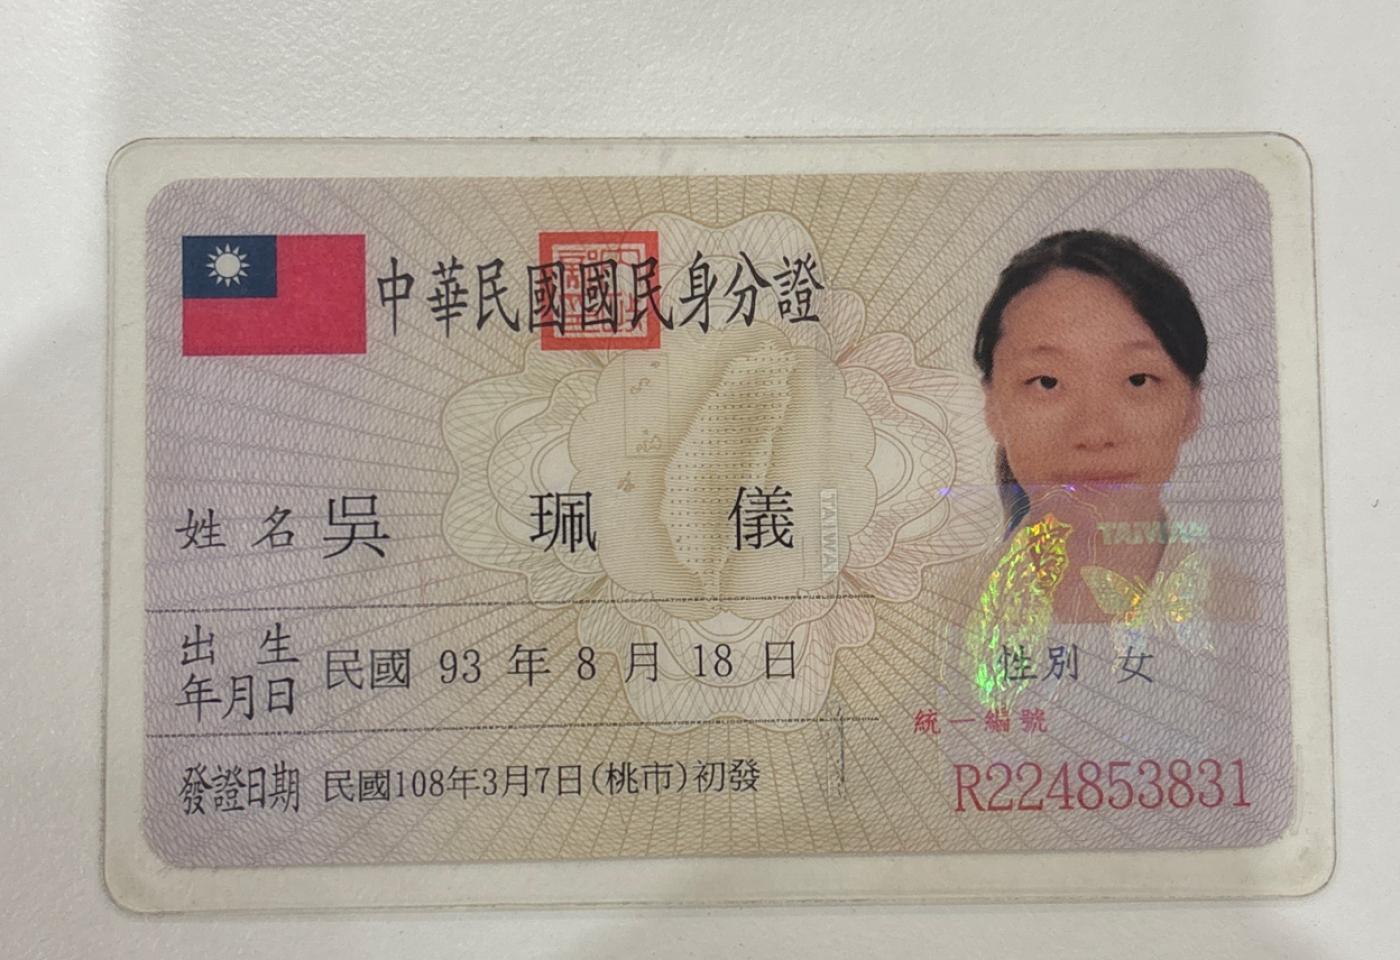 中華民國國民身分證
姓名 吳珮儀
出生年月日 民國 93 年 8 月 18 日
性別 女
發證日期 民國108年3月7日(桃市)初發
統一編號
R224853831
TAIWAN
TAIWAN